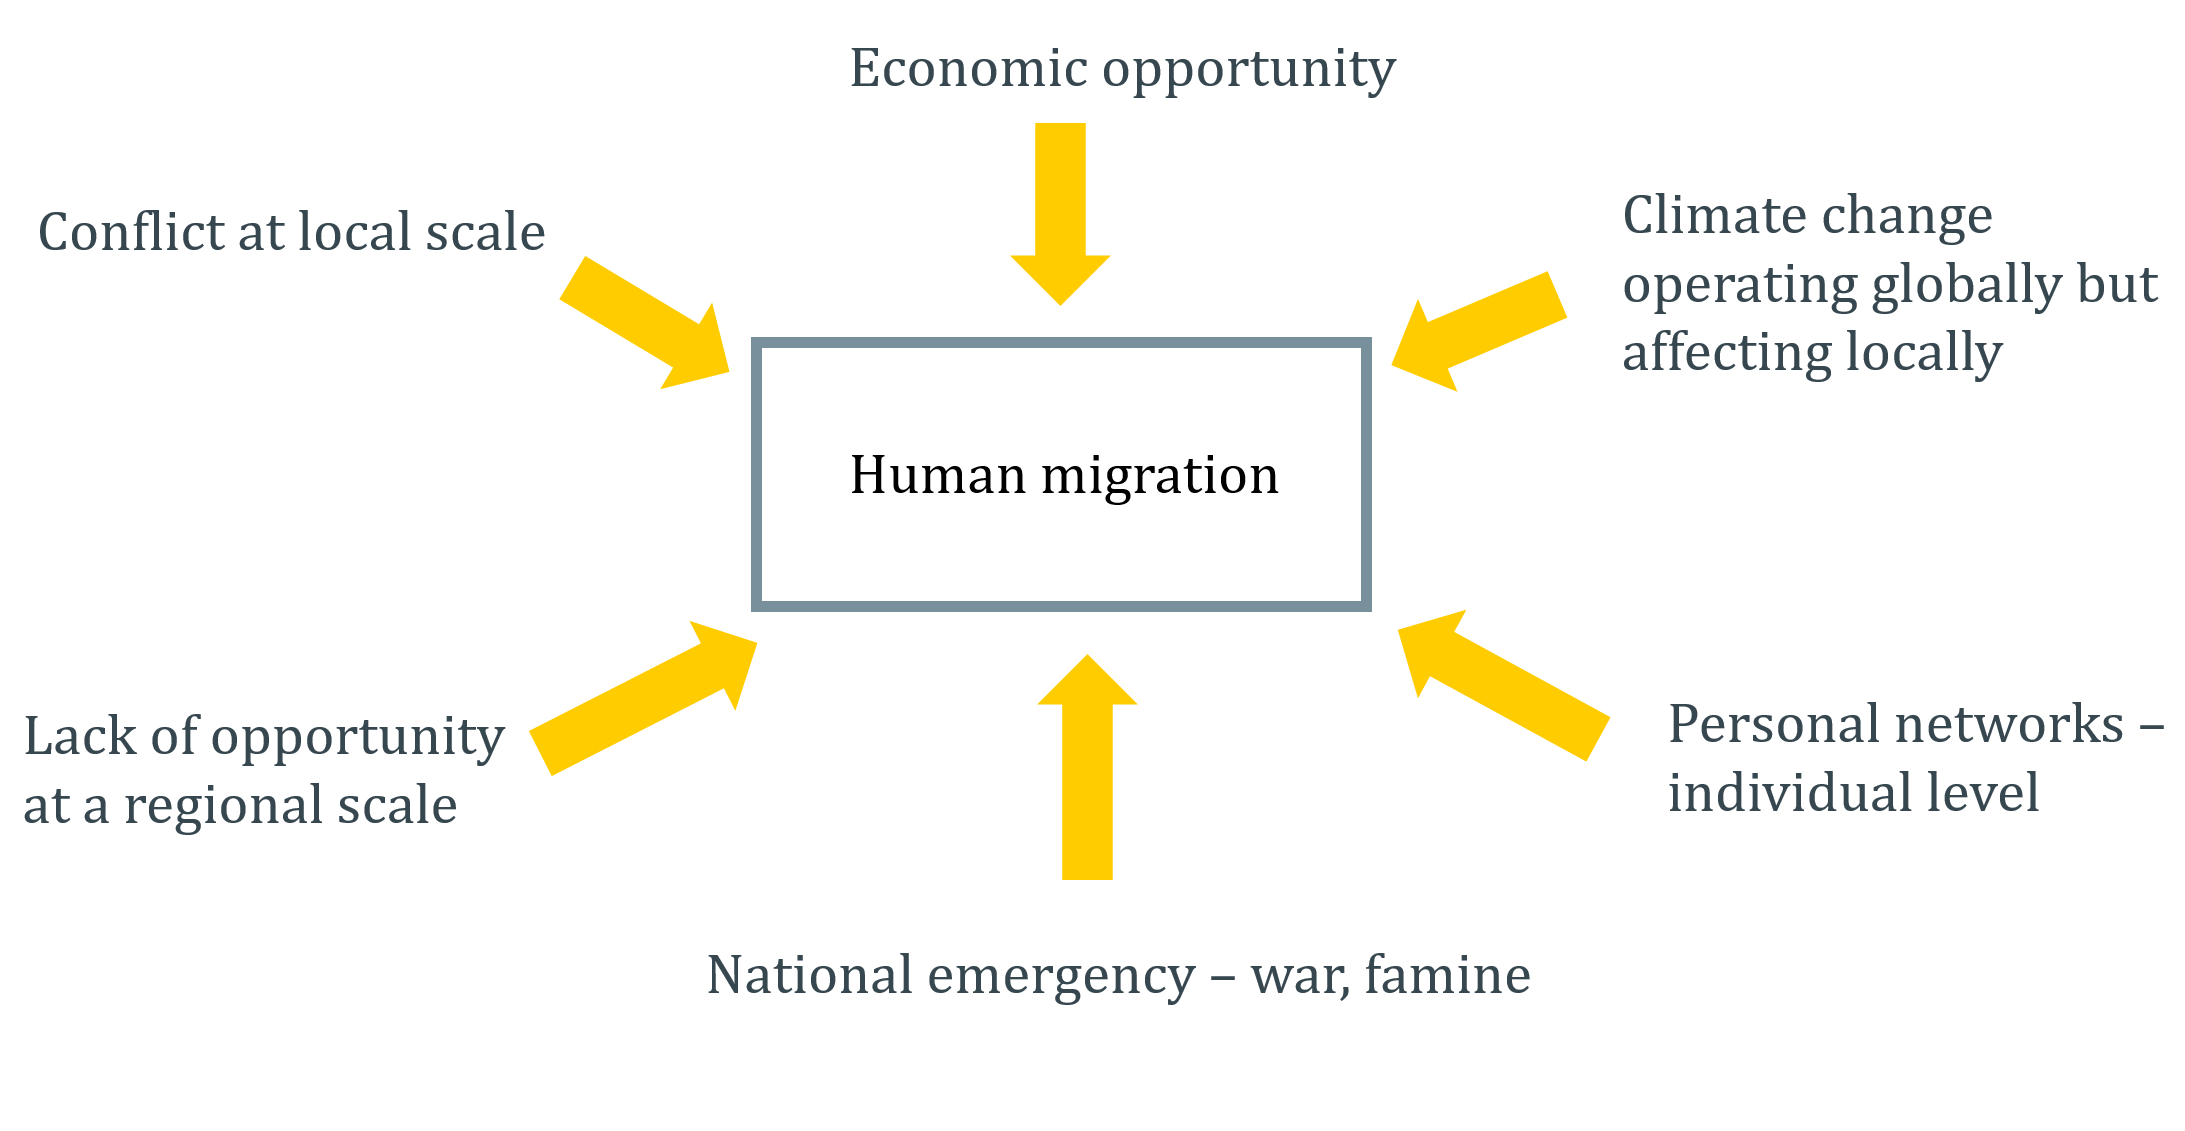 Economic opportunity
Conflict at local scale
Climate change
operating globally but
affecting locally
Human migration
Lack of opportunity
at a regional scale
Personal networks –
individual level
National emergency – war, famine